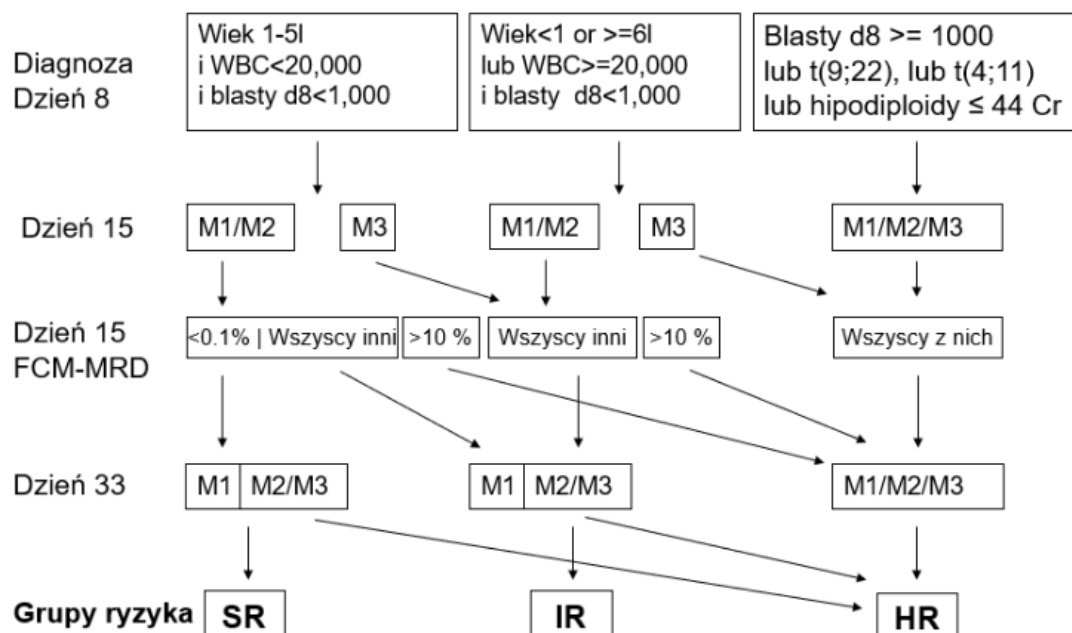 Diagnoza
Dzień 8
Wiek 1-5l
i WBC<20,000
i blasty d8<1,000
Wiek<1 or >=6l
lub WBC>=20,000
i blasty d8<1,000
Blasty d8 >= 1000
lub t(9;22), lub t(4;11)
lub hipodiploidy ≤ 44 Cr
Dzień 15
M1/M2
M3
M1/M2
M3
M1/M2/M3
Dzień 15
FCM-MRD
<0.1% | Wszyscy inni
>10 %
Wszyscy inni
>10 %
Wszyscy z nich
Dzień 33
M1
M2/M3
M1
M2/M3
M1/M2/M3
Grupy ryzyka
SR
IR
HR